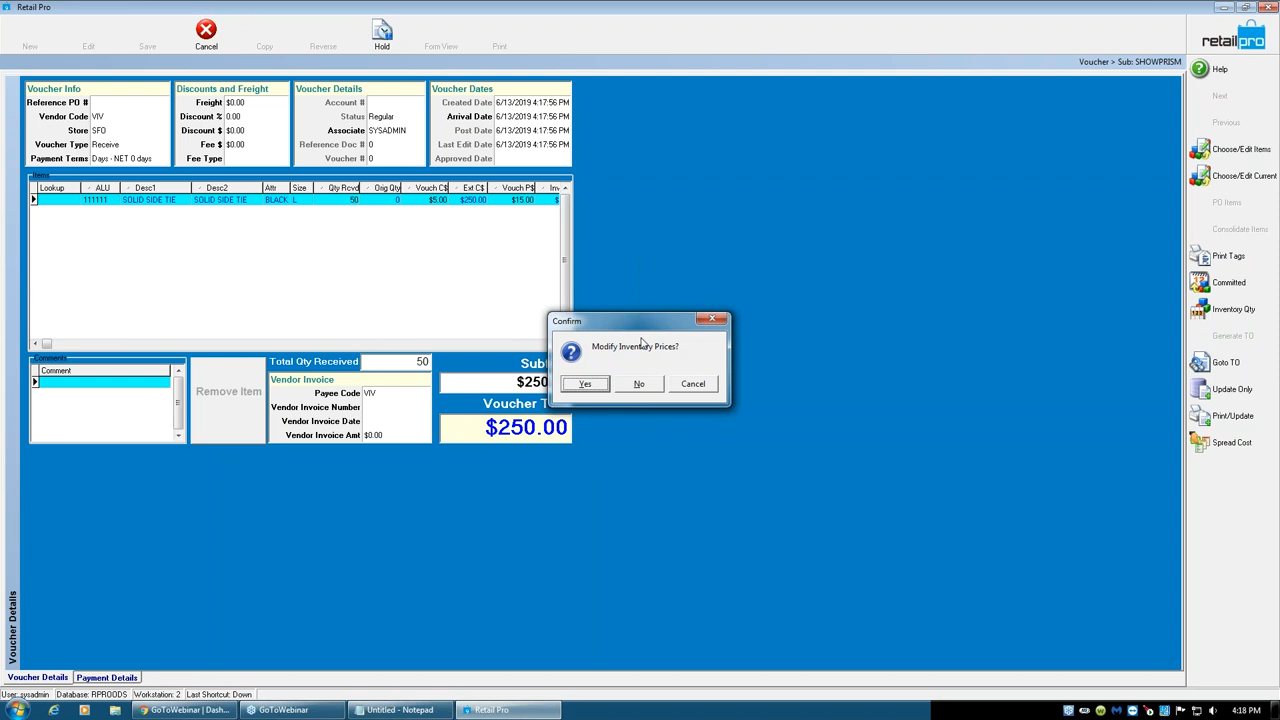 Retail Pro
New Edit Save Cancel Copy Reverse Hold Form View Print
retailpro
Voucher > Sub: SHOWPRISM
Voucher Info
Reference PO #
Vendor Code VIV
Store SFO
Voucher Type Receive
Payment Terms Days - NET 0 days
Discounts and Freight
Freight $0.00
Discount % 0.00
Discount $ $0.00
Fee $ $0.00
Fee Type
Voucher Details
Account #
Status Regular
Associate SYSADMIN
Reference Doc # 0
Voucher # 0
Voucher Dates
Created Date 6/13/2019 4:17:56 PM
Arrival Date 6/13/2019 4:17:56 PM
Post Date 6/13/2019 4:17:56 PM
Last Edit Date 6/13/2019 4:17:56 PM
Approved Date
Items
Lookup ALU Desc1 Desc2 Attr Size Qty Rcvd Orig Qty Vouch C$ Ext C$ Vouch P$ Inv
111111 SOLID SIDE TIE SOLID SIDE TIE BLACK L 50 0 $5.00 $250.00 $15.00 $
Confirm
Modify Inventory Prices?
Yes No Cancel
Comments
Comment
Remove Item
Total Qty Received 50
Vendor Invoice
Payee Code VIV
Vendor Invoice Number
Vendor Invoice Date
Vendor Invoice Amt $0.00
Sub
$250
Voucher T
$250.00
Help
Next
Previous
Choose/Edit Items
Choose/Edit Current
PO Items
Consolidate Items
Print Tags
Committed
Inventory Qty
Generate TO
Goto TO
Update Only
Print/Update
Spread Cost
Voucher Details
Voucher Details Payment Details
User: sysadmin Database: RPROODS Workstation: 2 Last Shortcut: Down
GoToWebinar | Dash... GoToWebinar Untitled - Notepad Retail Pro 4:18 PM